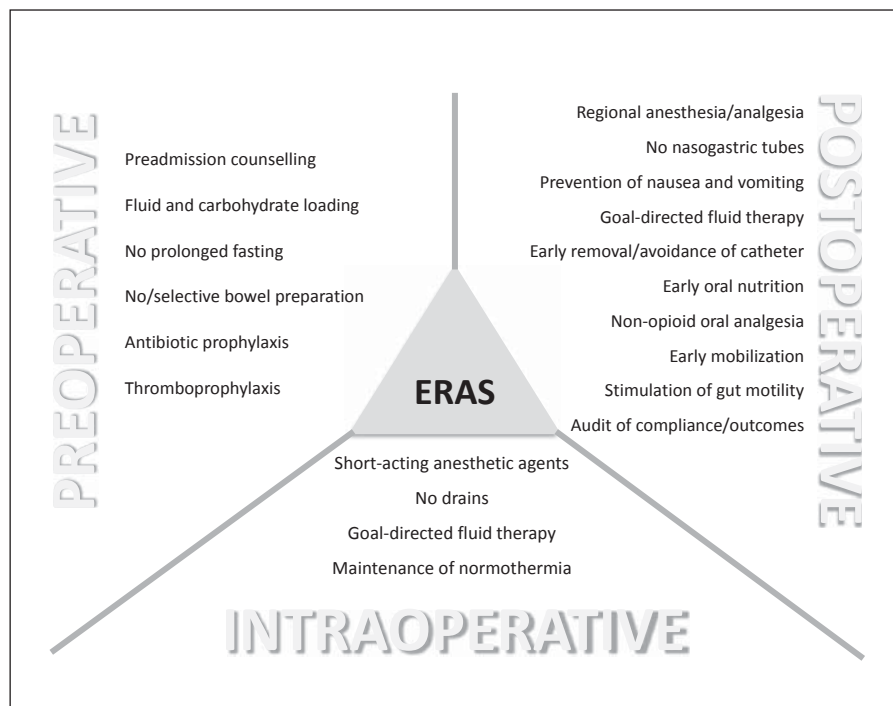 PREOPERATIVE
Preadmission counselling
Fluid and carbohydrate loading
No prolonged fasting
No/selective bowel preparation
Antibiotic prophylaxis
Thromboprophylaxis
POSTOPERATIVE
Regional anesthesia/analgesia
No nasogastric tubes
Prevention of nausea and vomiting
Goal-directed fluid therapy
Early removal/avoidance of catheter
Early oral nutrition
Non-opioid oral analgesia
Early mobilization
Stimulation of gut motility
Audit of compliance/outcomes
ERAS
Short-acting anesthetic agents
No drains
Goal-directed fluid therapy
Maintenance of normothermia
INTRAOPERATIVE